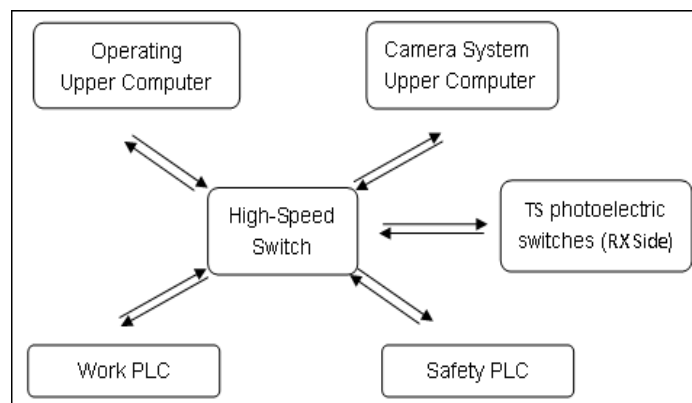 Operating
Upper Computer
Camera System
Upper Computer
High-Speed
Switch
TS photoelectric
switches (RX Side)
Work PLC
Safety PLC